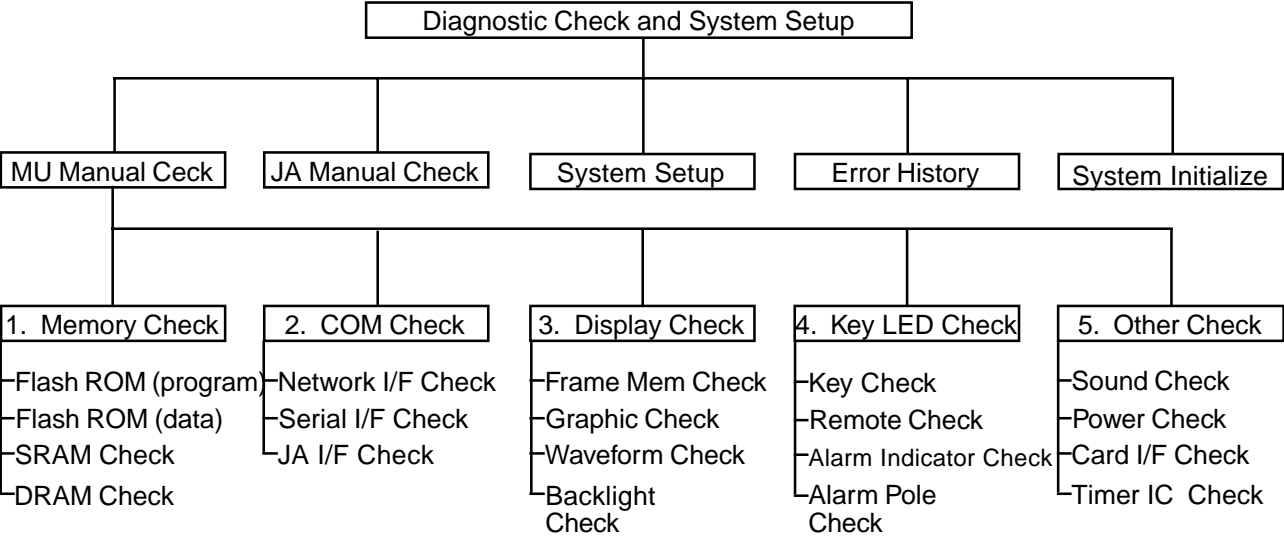 Diagnostic Check and System Setup
MU Manual Ceck
JA Manual Check
System Setup
Error History
System Initialize
1. Memory Check
2. COM Check
3. Display Check
4. Key LED Check
5. Other Check
Flash ROM (program)
Flash ROM (data)
SRAM Check
DRAM Check
Network I/F Check
Serial I/F Check
JA I/F Check
Frame Mem Check
Graphic Check
Waveform Check
Backlight
Check
Key Check
Remote Check
Alarm Indicator Check
Alarm Pole
Check
Sound Check
Power Check
Card I/F Check
Timer IC Check